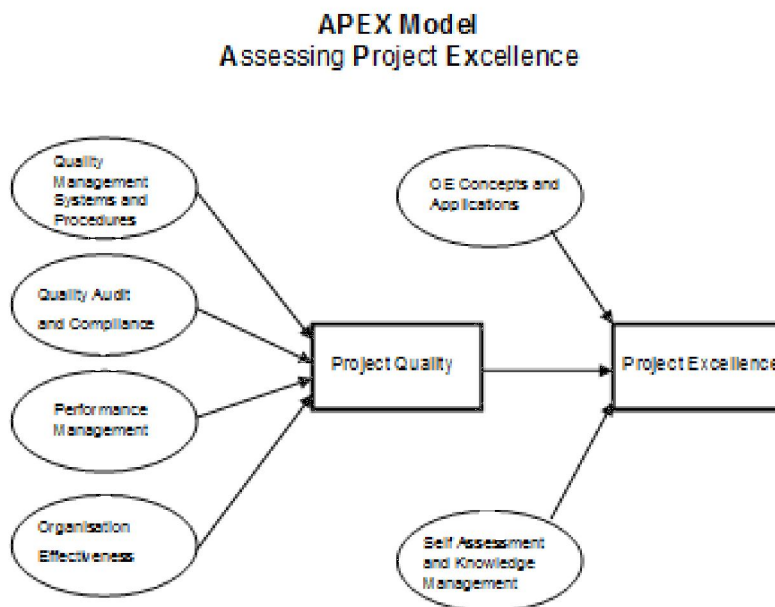 APEX Model
Assessing Project Excellence
Quality
Management
Systems and
Procedures
Quality Audit
and Compliance
Performance
Management
Organisation
Effectiveness
Project Quality
OE Concepts and
Applications
Project Excellence
Self Assessment
and Knowledge
Management